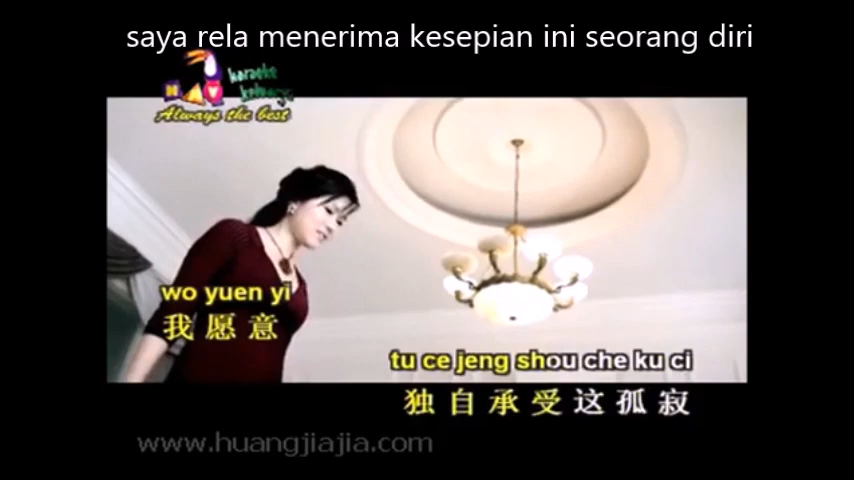 saya rela menerima kesepian ini seorang diri
karaoke
Always the best
wo yuen yi
我愿意
tu ce jeng shou che ku ci
独自承受这孤寂
www.huangjiajia.com